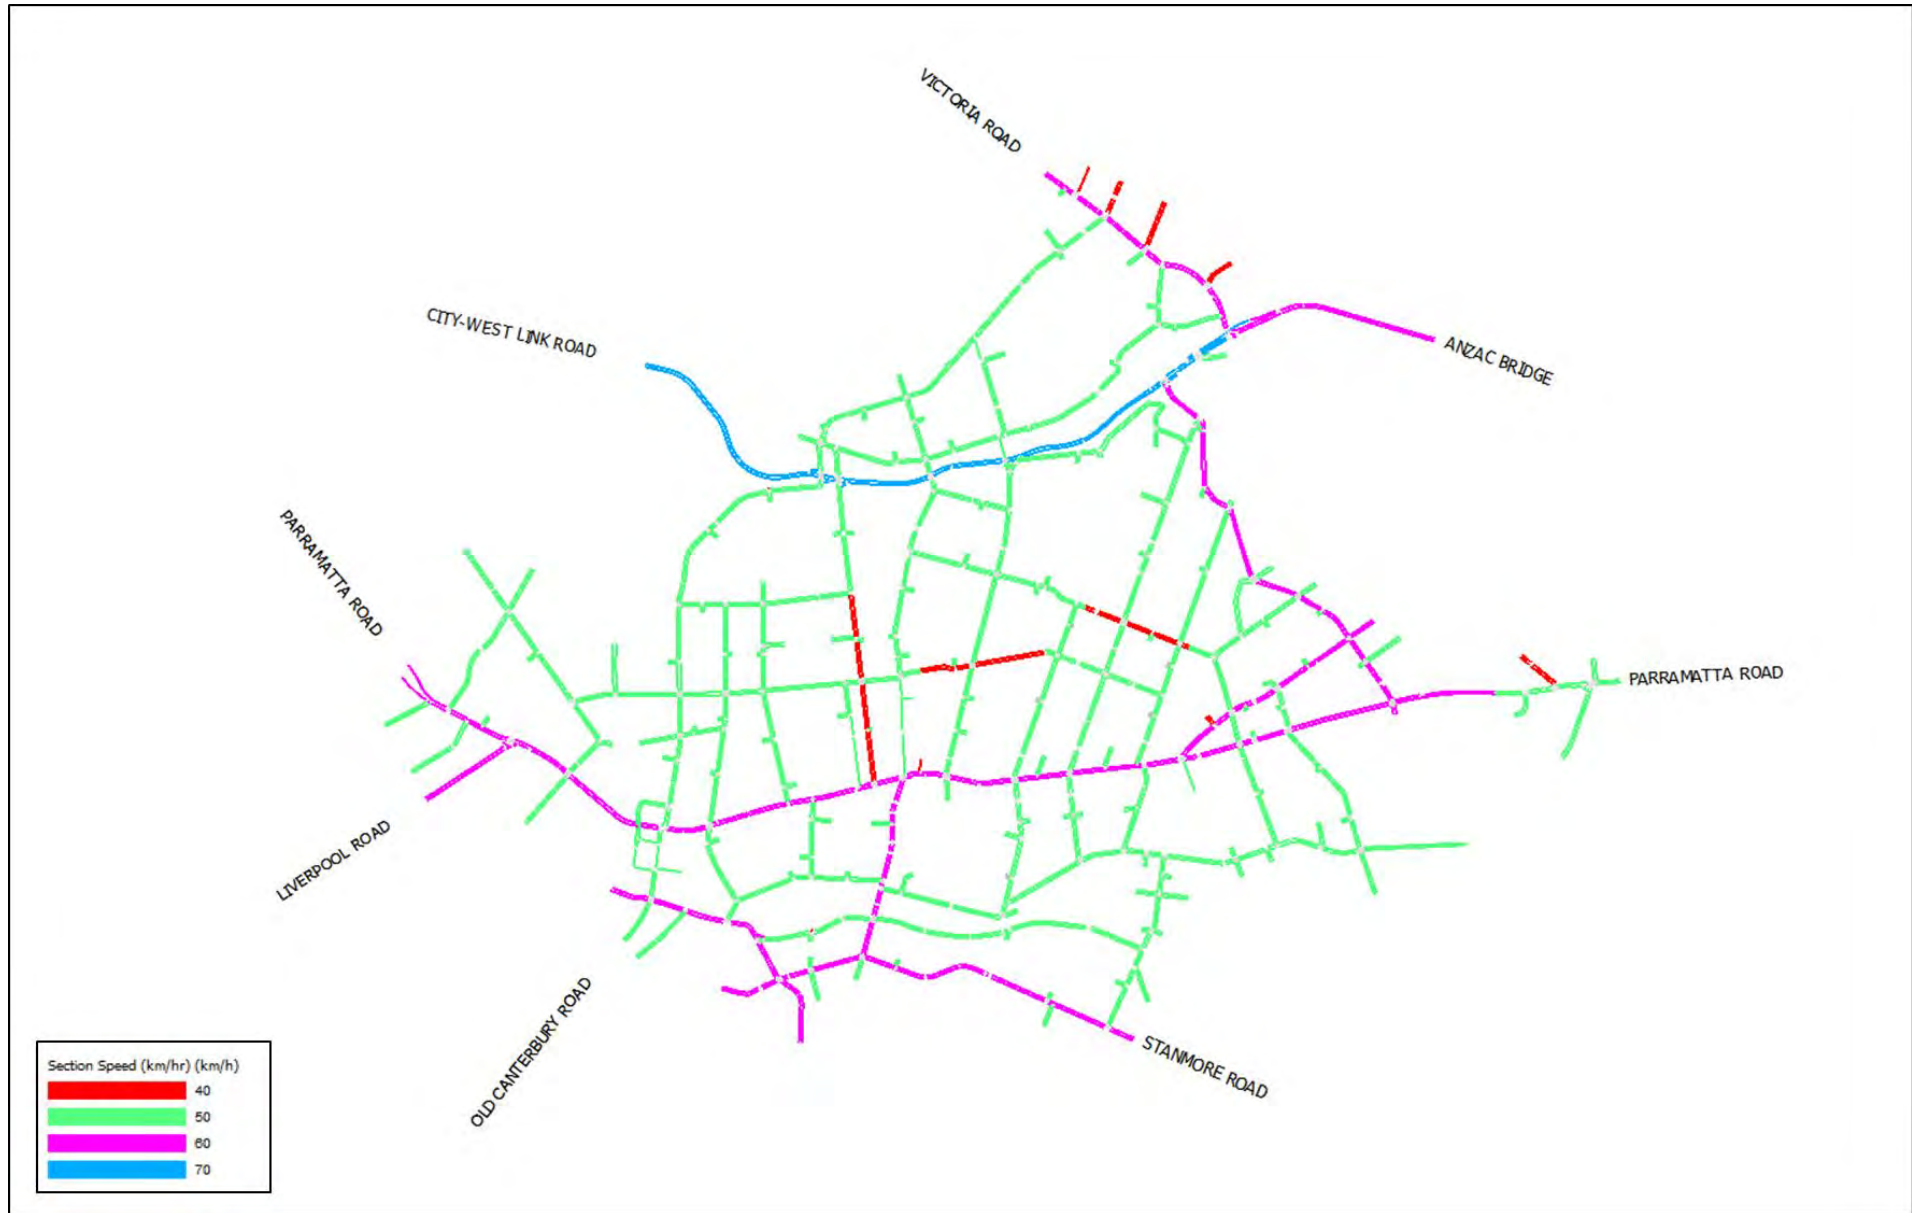 VICTORIA ROAD
CITY-WEST LINK ROAD
ANZAC BRIDGE
PARRAMATTA ROAD
PARRAMATTA ROAD
LIVERPOOL ROAD
OLD CANTERBURY ROAD
STANMORE ROAD
Section Speed (km/hr) (km/h)
40
50
60
70